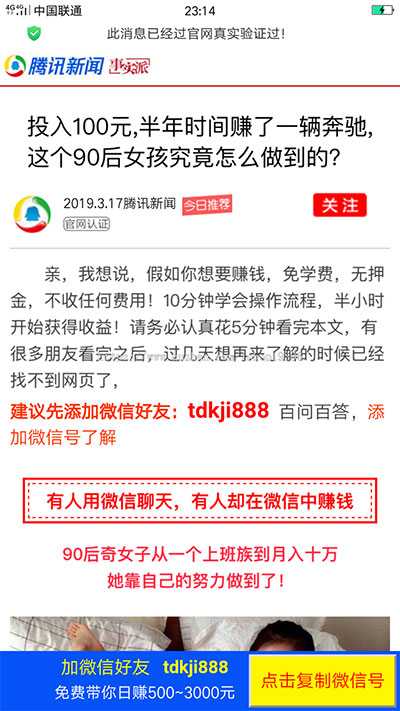 4G 4G 中国联通 23:14
此消息已经过官网真实验证过!
腾讯新闻
投入100元,半年时间赚了一辆奔驰,
这个90后女孩究竟怎么做到的?
2019.3.17腾讯新闻 今日推荐
官网认证
关注
亲，我想说，假如你想要赚钱，免学费，无押
金，不收任何费用！10分钟学会操作流程，半小时
开始获得收益！请务必认真花5分钟看完本文，有
很多朋友看完之后，过几天想再来了解的时候已经
找不到网页了，
建议先添加微信好友：tdkji888 百问百答，添
加微信号了解
有人用微信聊天，有人却在微信中赚钱
90后奇女子从一个上班族到月入十万
她靠自己的努力做到了！
加微信好友 tdkji888
免费带你日赚500~3000元
点击复制微信号